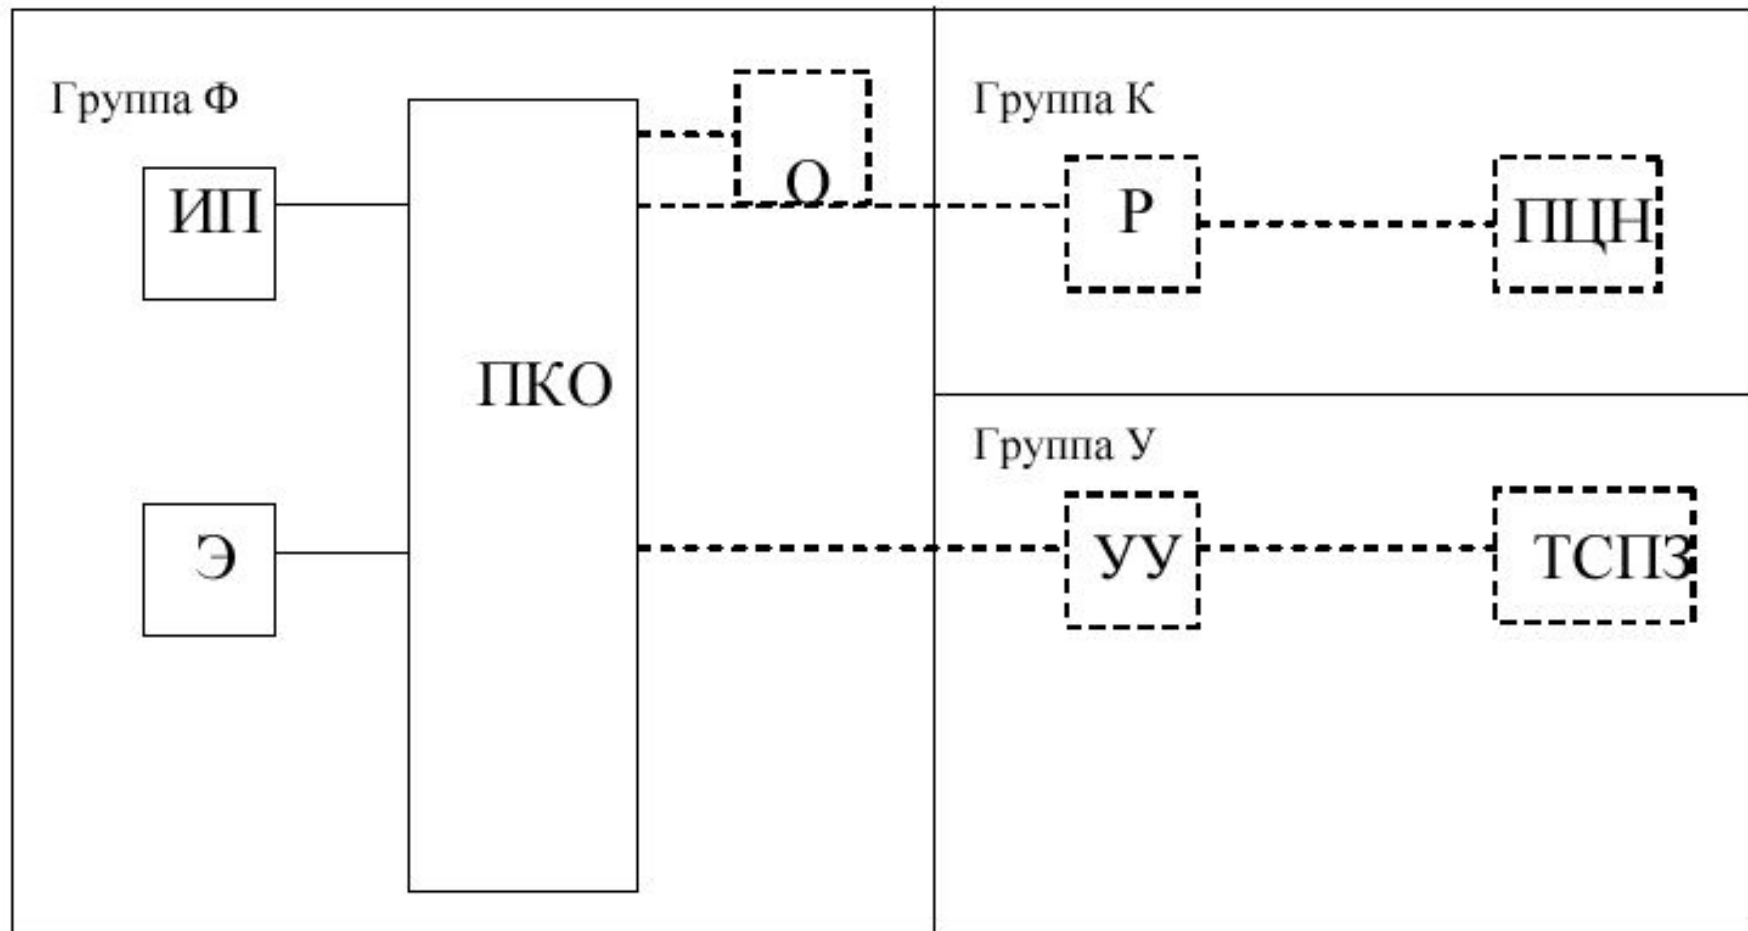 Группа Ф
ИП
ПКО
Э
О
Группа К
Р
ПЦН
Группа У
УУ
ТСПЗ